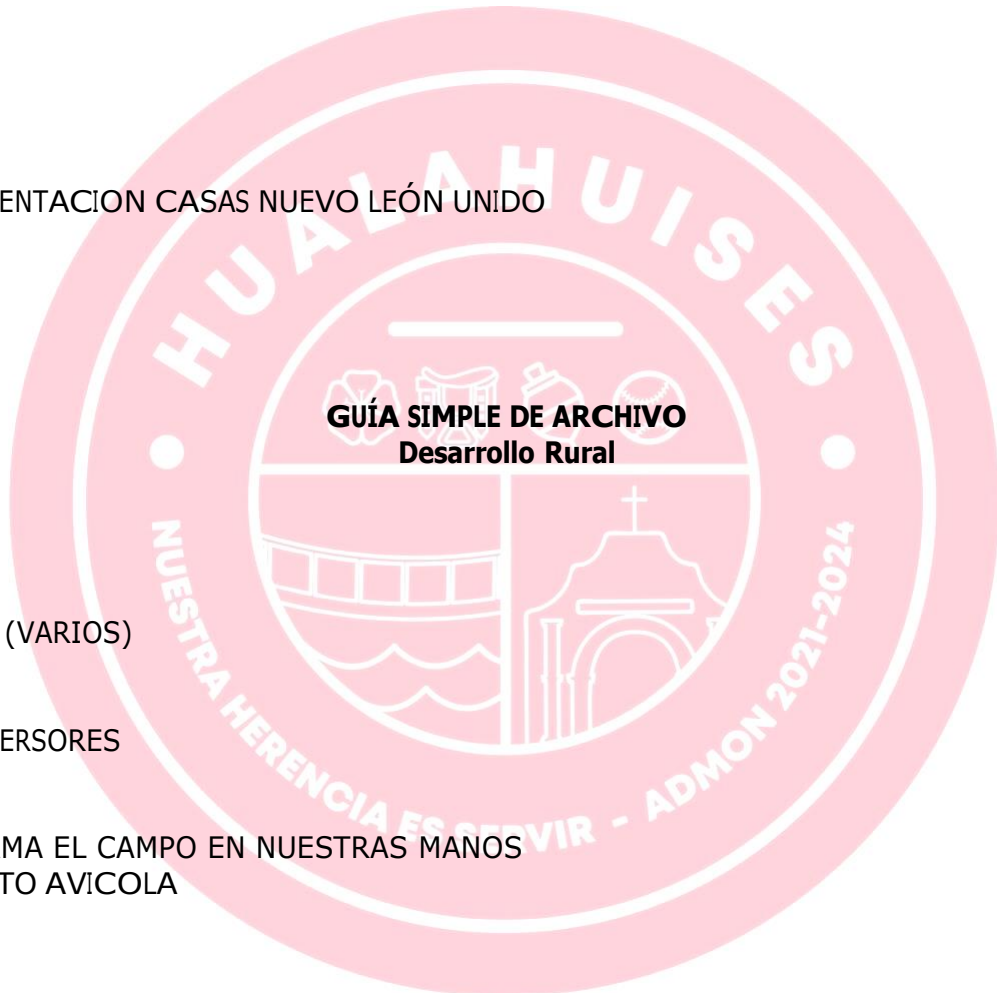 ENTACION CASAS NUEVO LEÓN UNIDO
HUALAHUISES
GUÍA SIMPLE DE ARCHIVO
Desarrollo Rural
(VARIOS)
ERSORES
MA EL CAMPO EN NUESTRAS MANOS
TO AVICOLA
NUESTRA HERENCIA ES SERVIR - ADMON 2021-2024